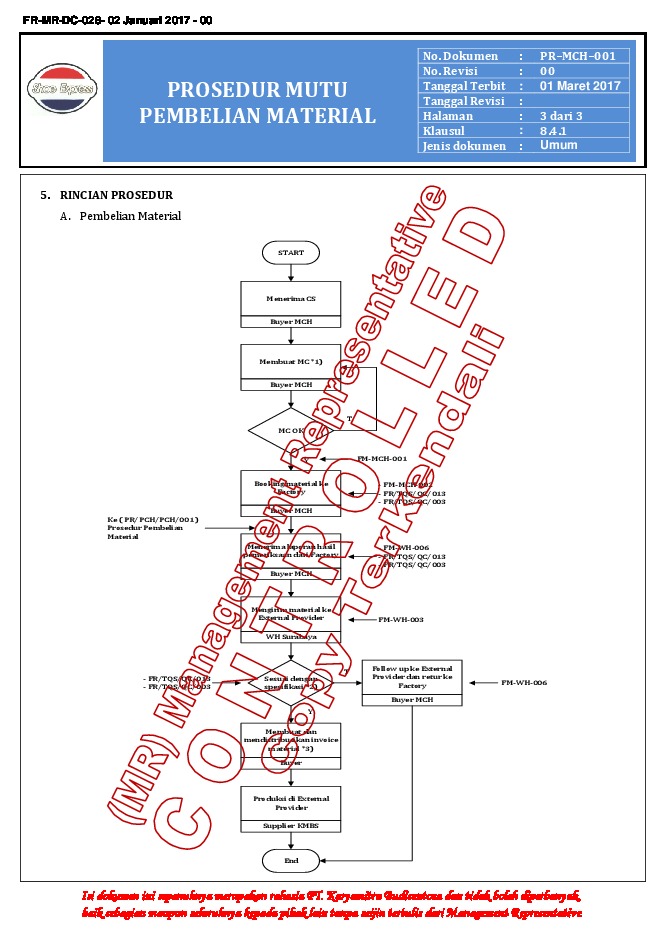 FR-MR-DC-028- 02 Januari 2017 - 00
Shoe Express
PROSEDUR MUTU
PEMBELIAN MATERIAL
No. Dokumen : PR-MCH-001
No. Revisi : 00
Tanggal Terbit : 01 Maret 2017
Tanggal Revisi :
Halaman : 3 dari 3
Klausul : 8.4.1
Jenis dokumen : Umum
5. RINCIAN PROSEDUR
A. Pembelian Material
START
Menerima CS
Buyer MCH
Membuat MC *1)
Buyer MCH
MC OK
T
Y
FM-MCH-001
Booking material ke
Factory
Buyer MCH
- FM-MCH-002
- FR/TQS/QC/013
- FR/TQS/QC/003
Ke ( PR/PCH/PCH/001)
Prosedur Pembelian
Material
Menerima laporan hasil
pemeriksaan dari Factory
Buyer MCH
- FM-WH-006
- FR/TQS/QC/013
- FR/TQS/QC/003
Mengirim material ke
External Provider
WH Surabaya
FM-WH-003
- FR/TQS/QC/013
- FR/TQS/QC/003
Sesuai dengan
spesifikasi *2)
T
Y
Follow up ke External
Provider dan retur ke
Factory
Buyer MCH
FM-WH-006
Membuat dan
mendistribusikan invoice
material *3)
Buyer
Produksi di External
Provider
Supplier KMBS
End
(MR) Management Representative
CONTROLLED
Copy Terkendali
Isi dokumen ini sepenuhnya merupakan rahasia PT. Karyamitra Budisentosa dan tidak boleh diperbanyak,
baik sebagian maupun seluruhnya kepada pihak lain tanpa seijin tertulis dari Management Representative